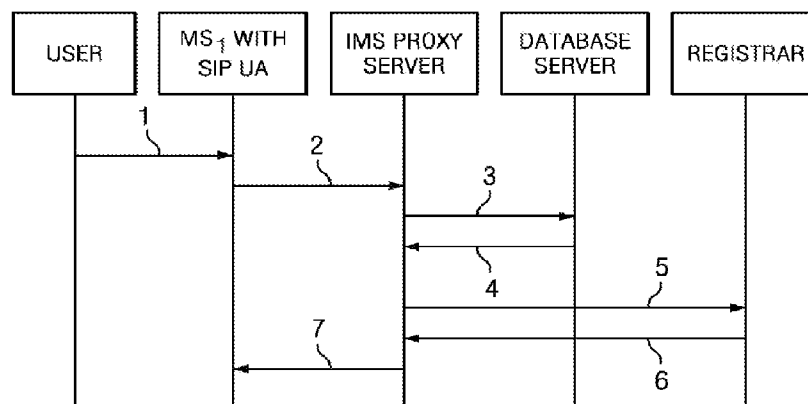 USER
MS1 WITH
SIP UA
IMS PROXY
SERVER
DATABASE
SERVER
REGISTRAR
1
2
3
4
5
6
7